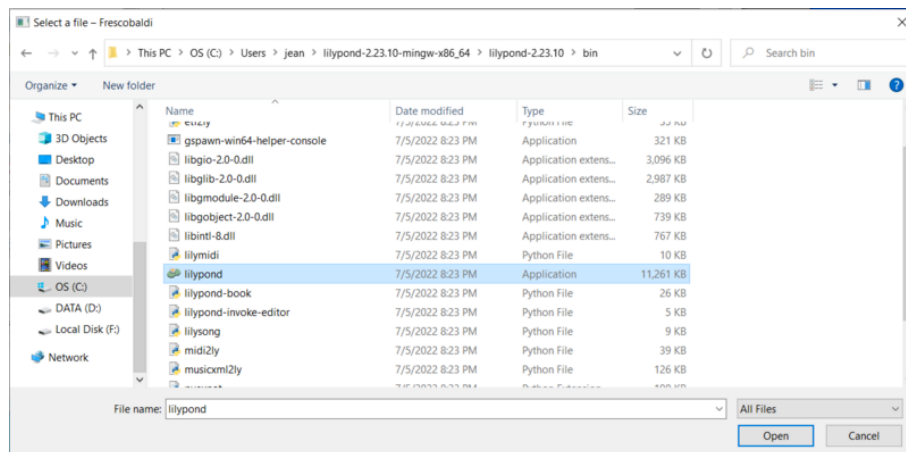 Select a file – Frescobaldi
This PC > OS (C:) > Users > jean > lilypond-2.23.10-mingw-x86_64 > lilypond-2.23.10 > bin
Search bin
Organize
New folder
This PC
3D Objects
Desktop
Documents
Downloads
Music
Pictures
Videos
OS (C:)
DATA (D:)
Local Disk (F:)
Network
Name Date modified Type Size
etf2ly 7/5/2022 8:23 PM Python File 33 KB
gspawn-win64-helper-console 7/5/2022 8:23 PM Application 321 KB
libgio-2.0-0.dll 7/5/2022 8:23 PM Application extens... 3,096 KB
libglib-2.0-0.dll 7/5/2022 8:23 PM Application extens... 2,987 KB
libgmodule-2.0-0.dll 7/5/2022 8:23 PM Application extens... 289 KB
libgobject-2.0-0.dll 7/5/2022 8:23 PM Application extens... 739 KB
libintl-8.dll 7/5/2022 8:23 PM Application extens... 767 KB
lilymidi 7/5/2022 8:23 PM Python File 10 KB
lilypond 7/5/2022 8:23 PM Application 11,261 KB
lilypond-book 7/5/2022 8:23 PM Python File 26 KB
lilypond-invoke-editor 7/5/2022 8:23 PM Python File 5 KB
lilysong 7/5/2022 8:23 PM Python File 9 KB
midi2ly 7/5/2022 8:23 PM Python File 39 KB
musicxml2ly 7/5/2022 8:23 PM Python File 126 KB
File name: lilypond
All Files
Open
Cancel